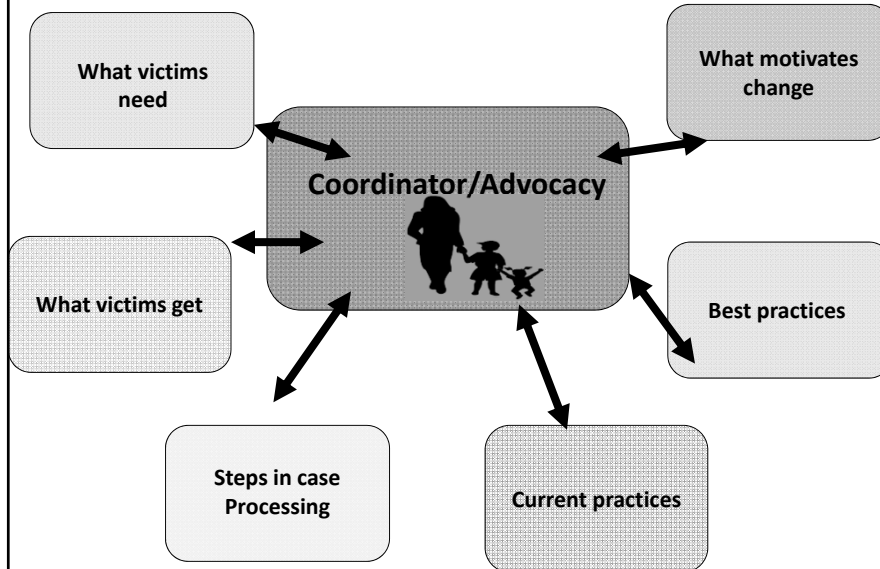 What victims
need
What motivates
change
Coordinator/Advocacy
What victims get
Best practices
Steps in case
Processing
Current practices